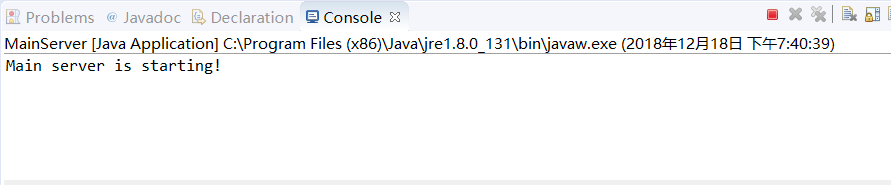 Problems @ Javadoc Declaration Console
MainServer [Java Application] C:\Program Files (x86)\Java\jre1.8.0_131\bin\javaw.exe (2018年12月18日 下午7:40:39)
Main server is starting!